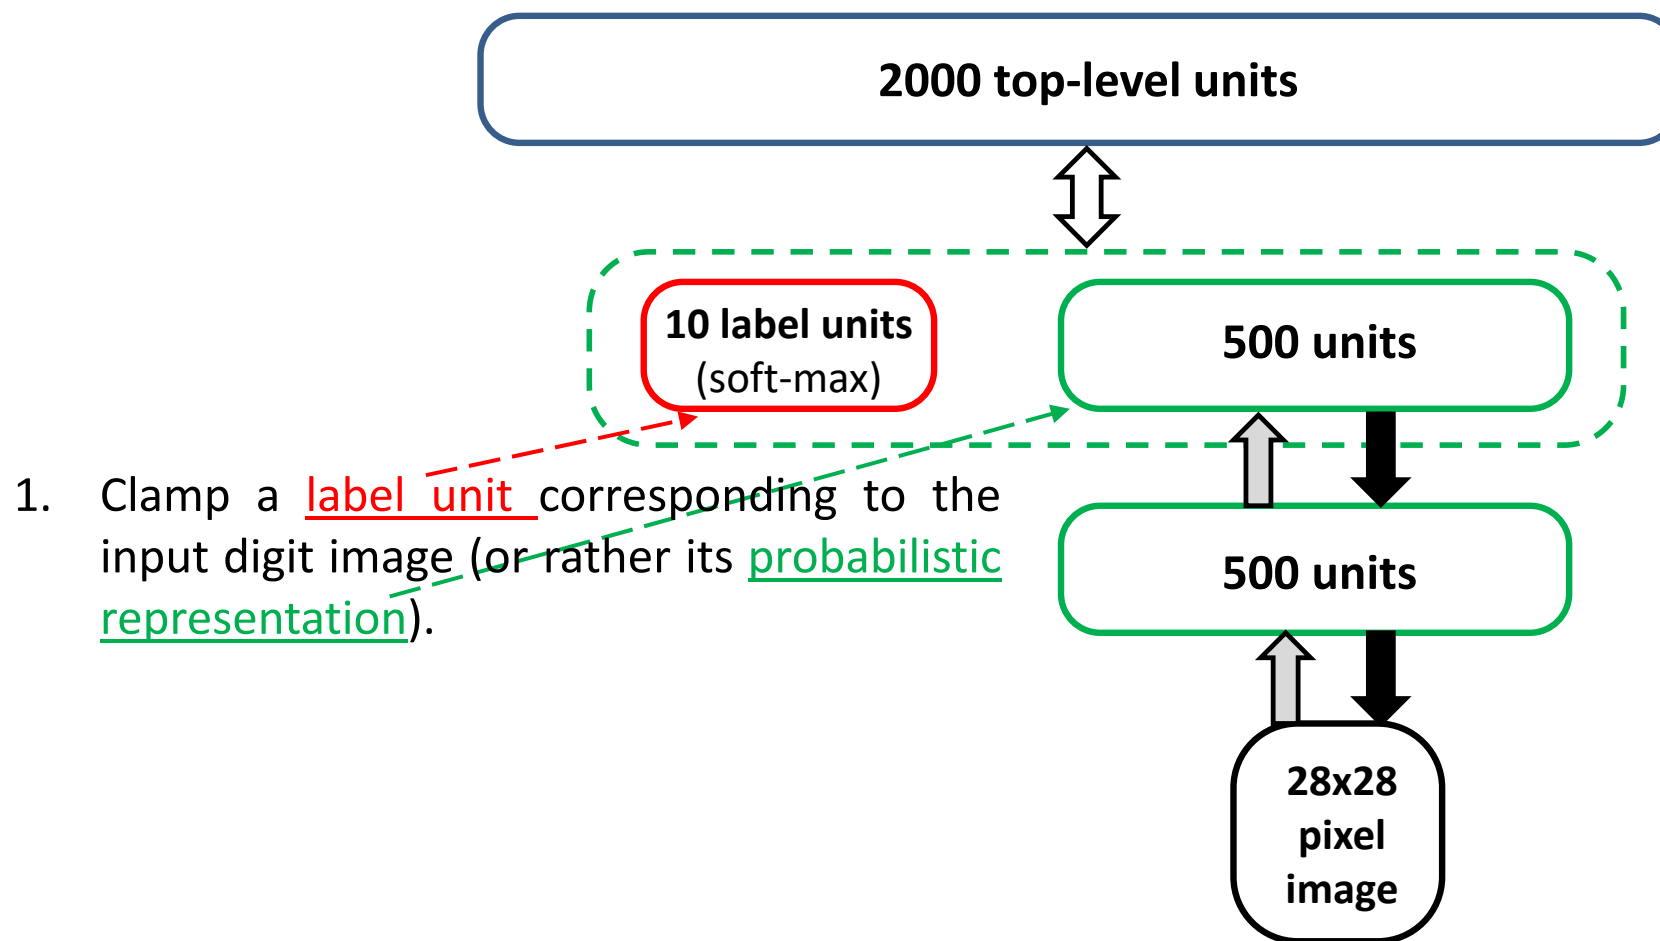 2000 top-level units
10 label units
(soft-max)
500 units
1. Clamp a label unit corresponding to the
input digit image (or rather its probabilistic
representation).
500 units
28x28
pixel
image